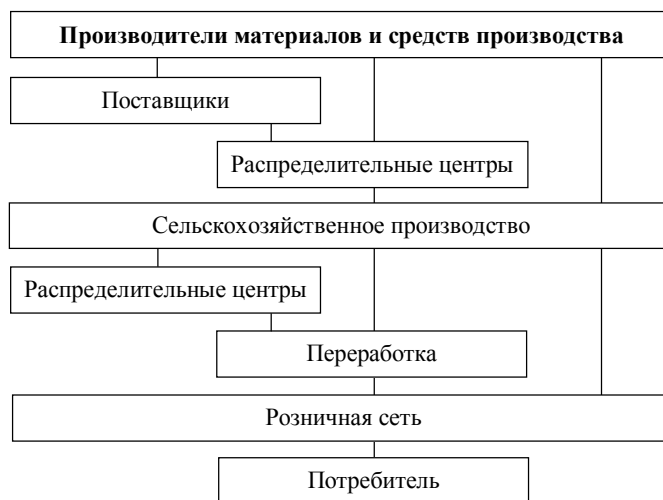 Производители материалов и средств производства
Поставщики
Распределительные центры
Сельскохозяйственное производство
Распределительные центры
Переработка
Розничная сеть
Потребитель